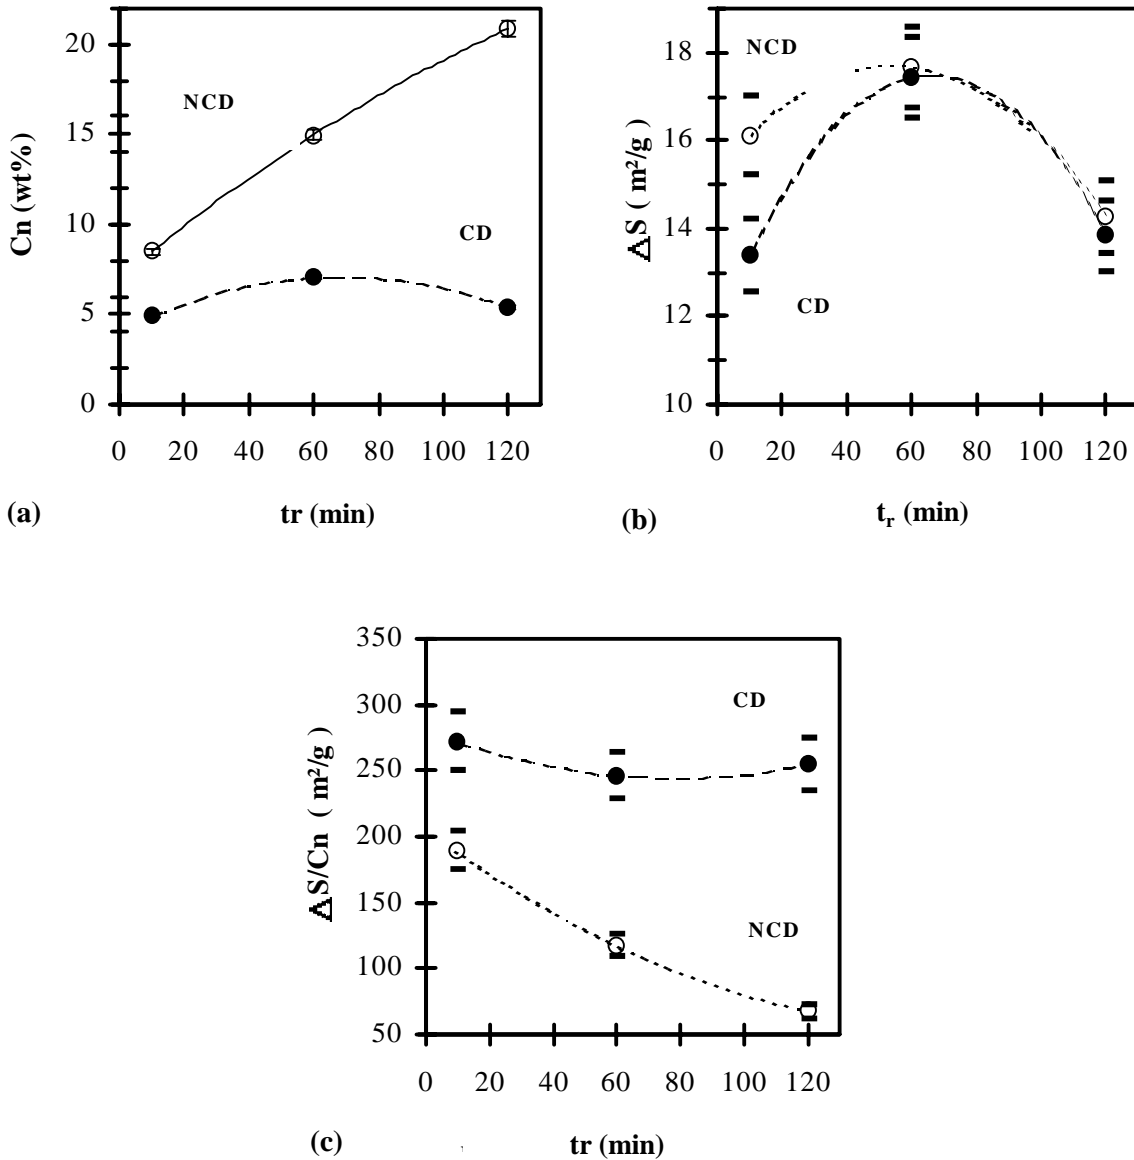 20
15
10
5
0
Cn (wt%)
NCD
CD
0 20 40 60 80 100 120
(a)
tr (min)
18
16
14
12
10
ΔS ( m²/g )
NCD
CD
0 20 40 60 80 100 120
(b)
tr (min)
350
300
250
200
150
100
50
ΔS/Cn ( m²/g )
CD
NCD
0 20 40 60 80 100 120
(c)
tr (min)